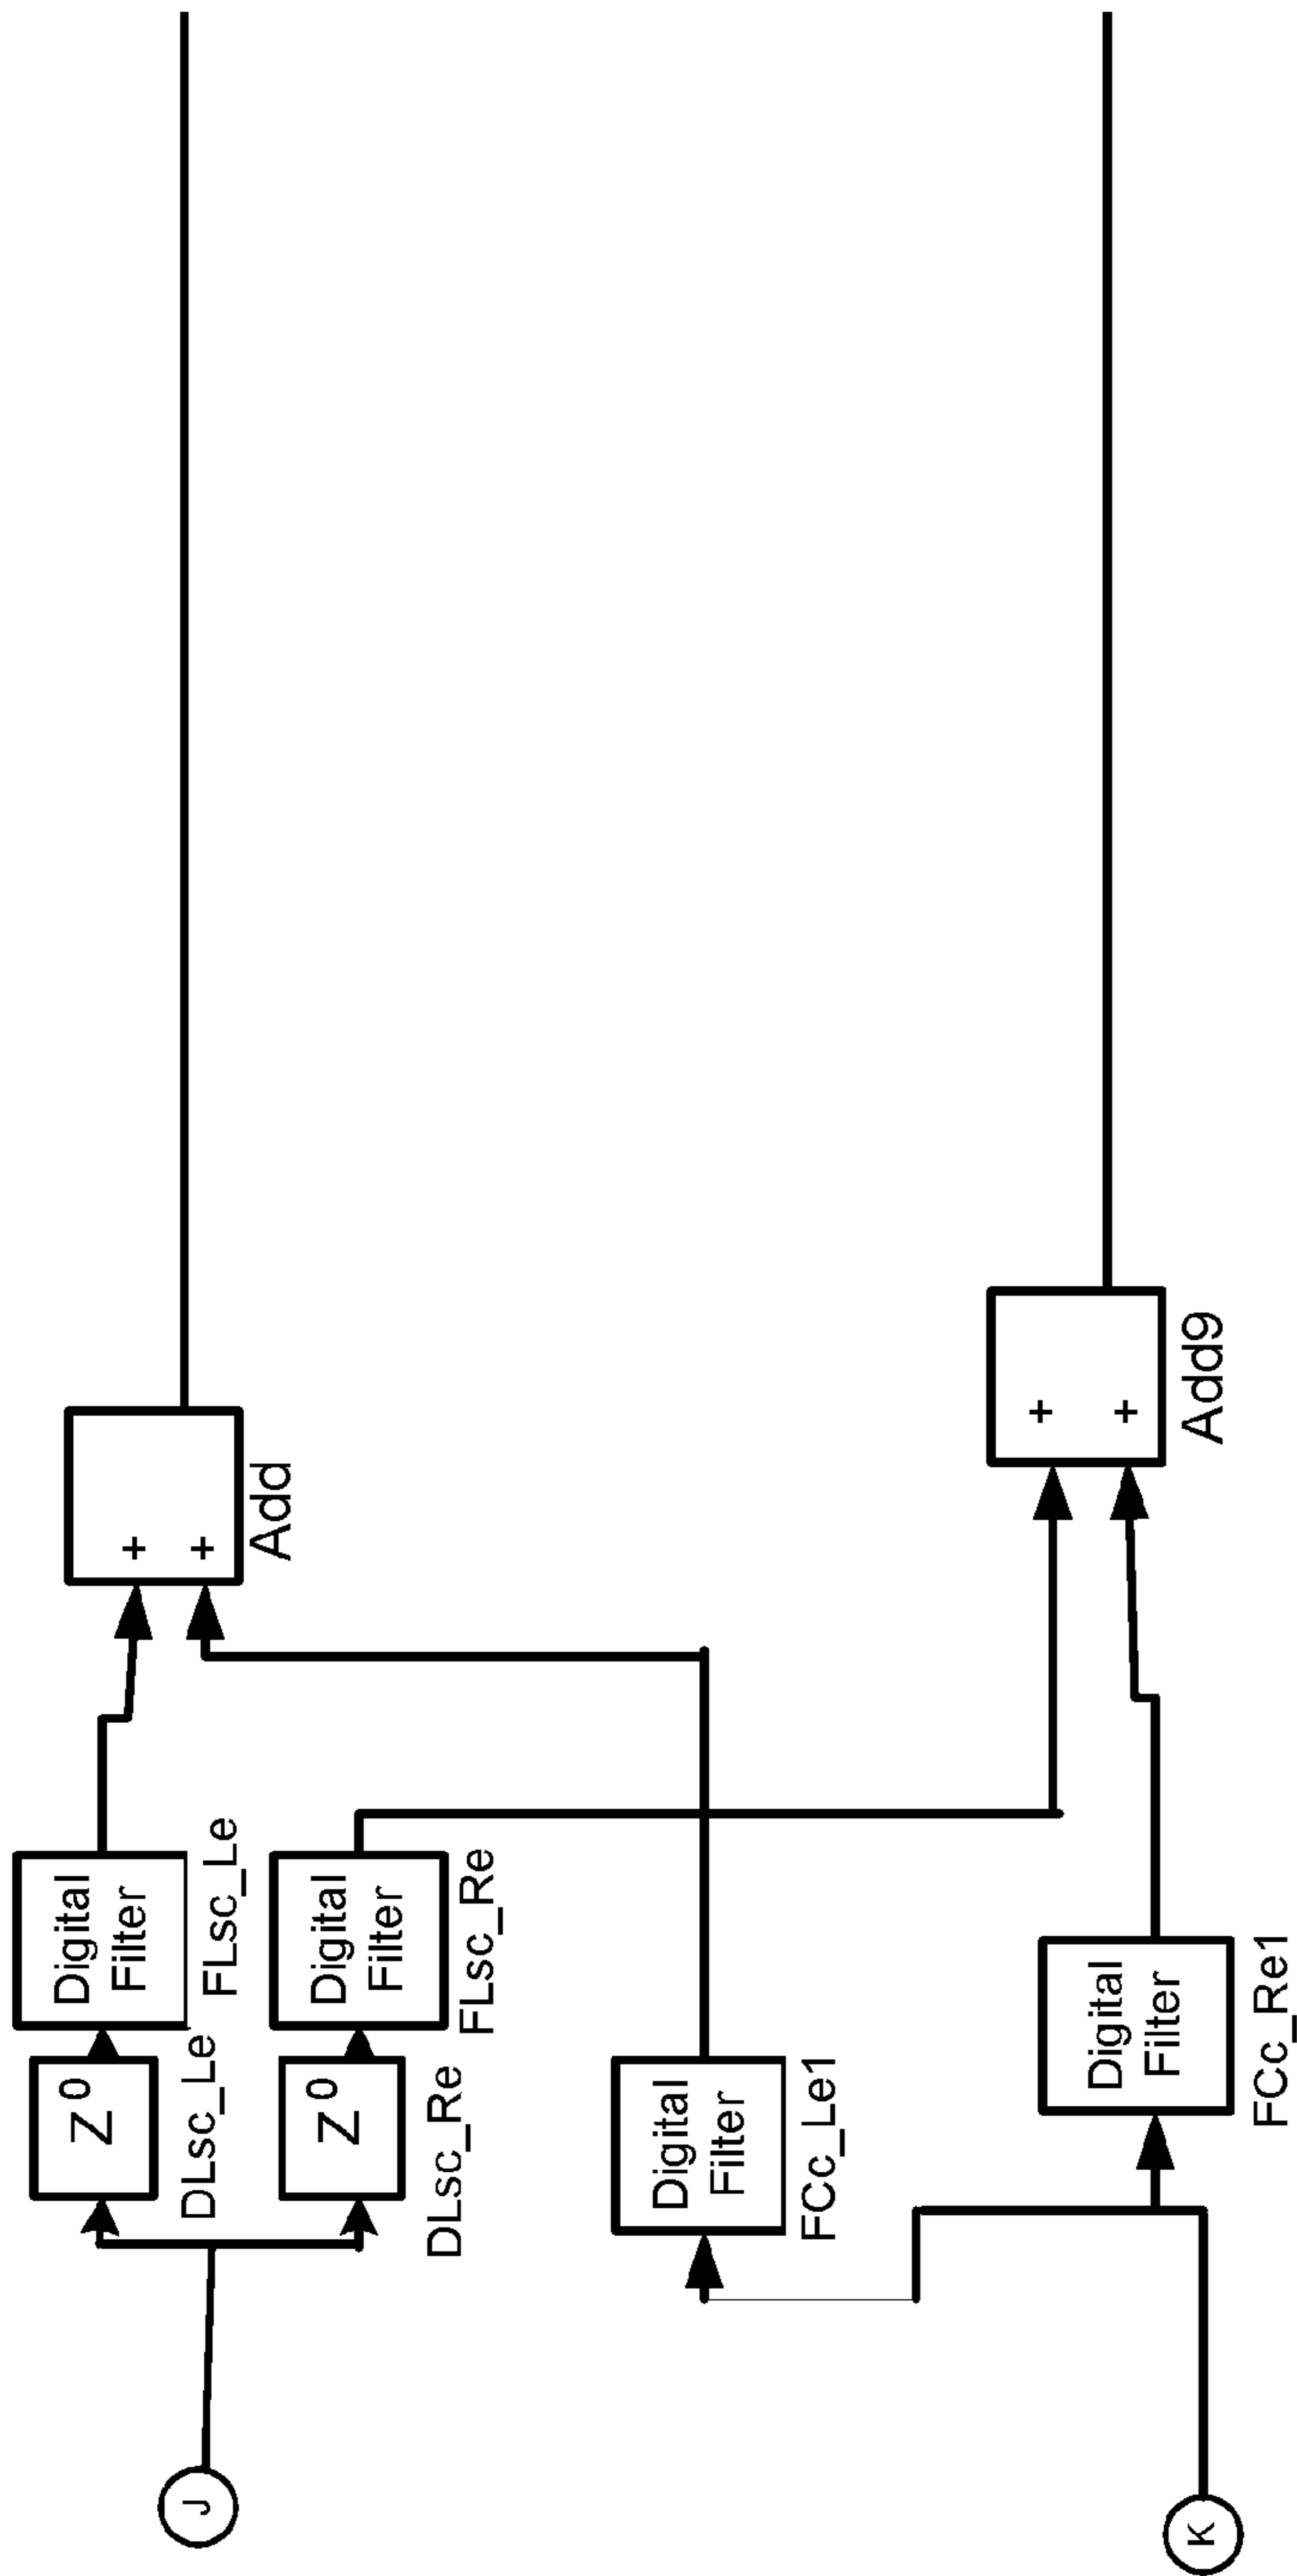 J
Z0
DLsc_Le
Digital
Filter
FLsc_Le
+
+
Add
Z0
DLsc_Re
Digital
Filter
FLsc_Re
Digital
Filter
FCc_Le1
K
Digital
Filter
FCc_Re1
+
+
Add9